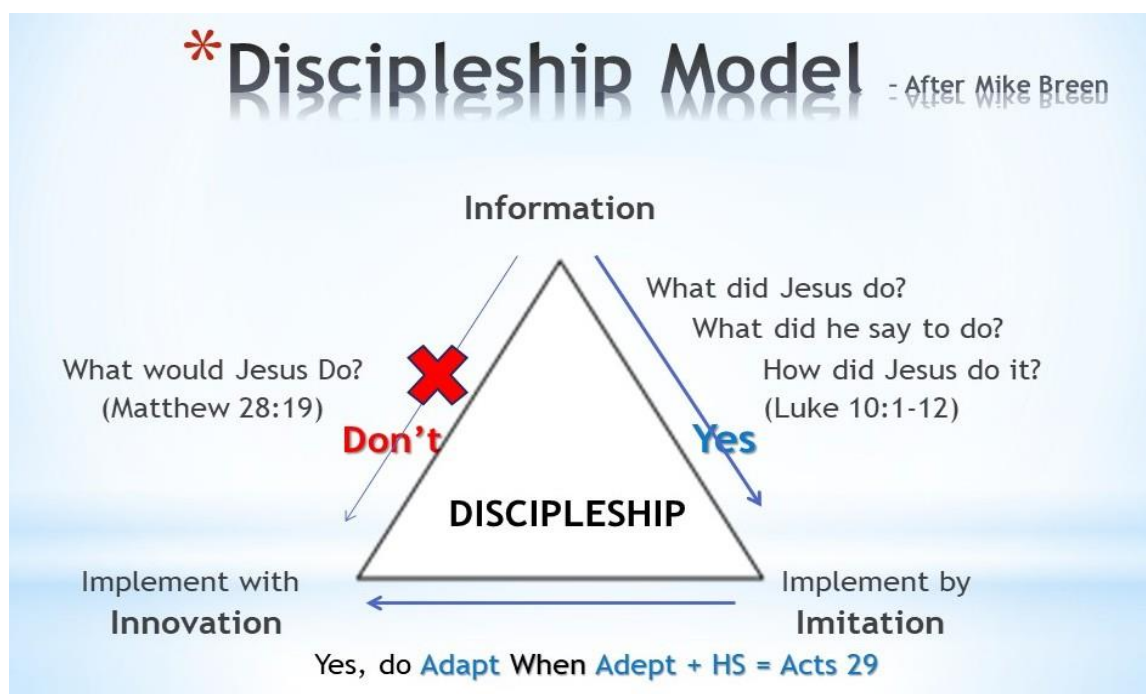 *Discipleship Model - After Mike Breen
Information
What did Jesus do?
What did he say to do?
How did Jesus do it?
(Luke 10:1-12)
What would Jesus Do?
(Matthew 28:19)
Don't
Yes
DISCIPLESHIP
Implement with
Innovation
Implement by
Imitation
Yes, do Adapt When Adept + HS = Acts 29